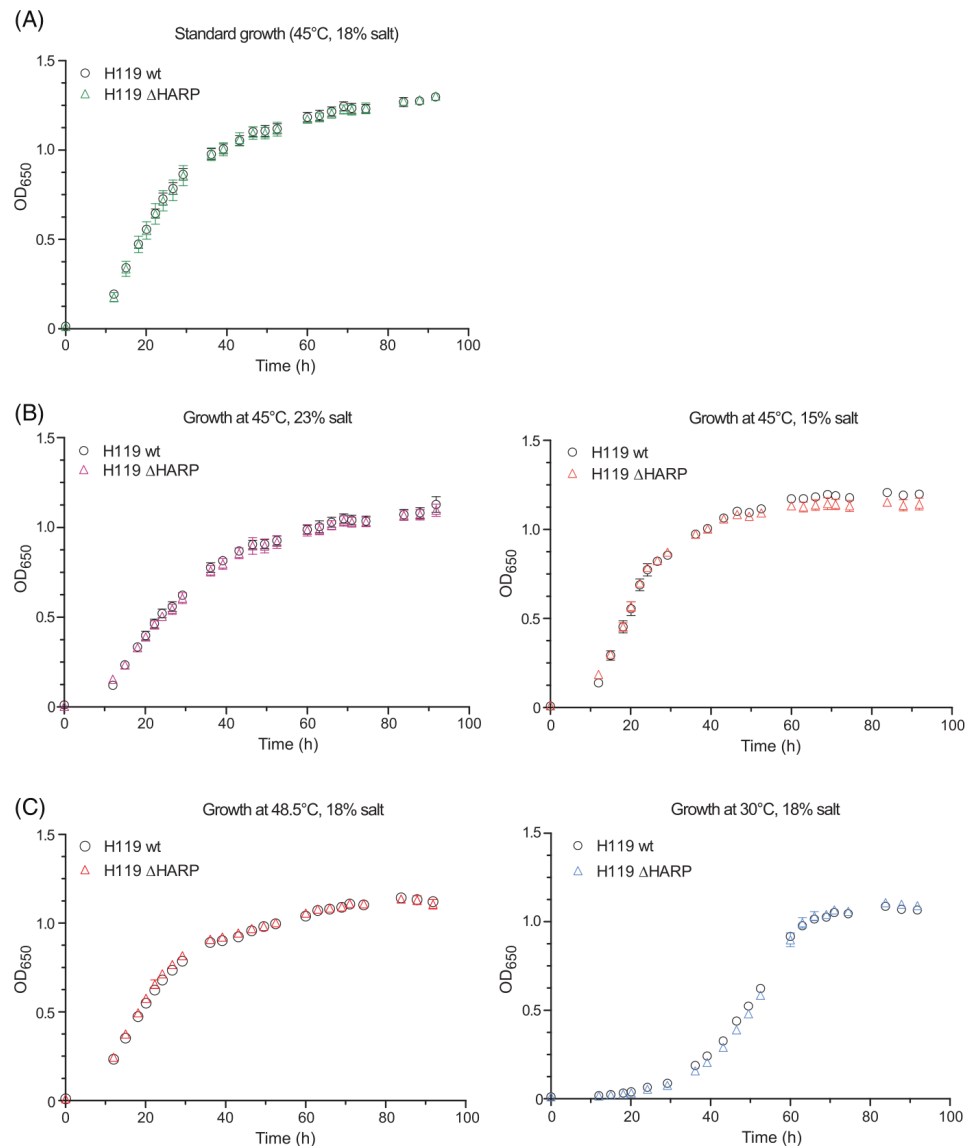 (A)
Standard growth (45°C, 18% salt)
1.5
H119 wt
H119 ΔHARP
1.0
OD650
0.5
0
0 20 40 60 80 100
Time (h)
(B)
Growth at 45°C, 23% salt
1.5
H119 wt
H119 ΔHARP
1.0
OD650
0.5
0
0 20 40 60 80 100
Time (h)
Growth at 45°C, 15% salt
1.5
H119 wt
H119 ΔHARP
1.0
OD650
0.5
0
0 20 40 60 80 100
Time (h)
(C)
Growth at 48.5°C, 18% salt
1.5
H119 wt
H119 ΔHARP
1.0
OD650
0.5
0
0 20 40 60 80 100
Time (h)
Growth at 30°C, 18% salt
1.5
H119 wt
H119 ΔHARP
1.0
OD650
0.5
0
0 20 40 60 80 100
Time (h)